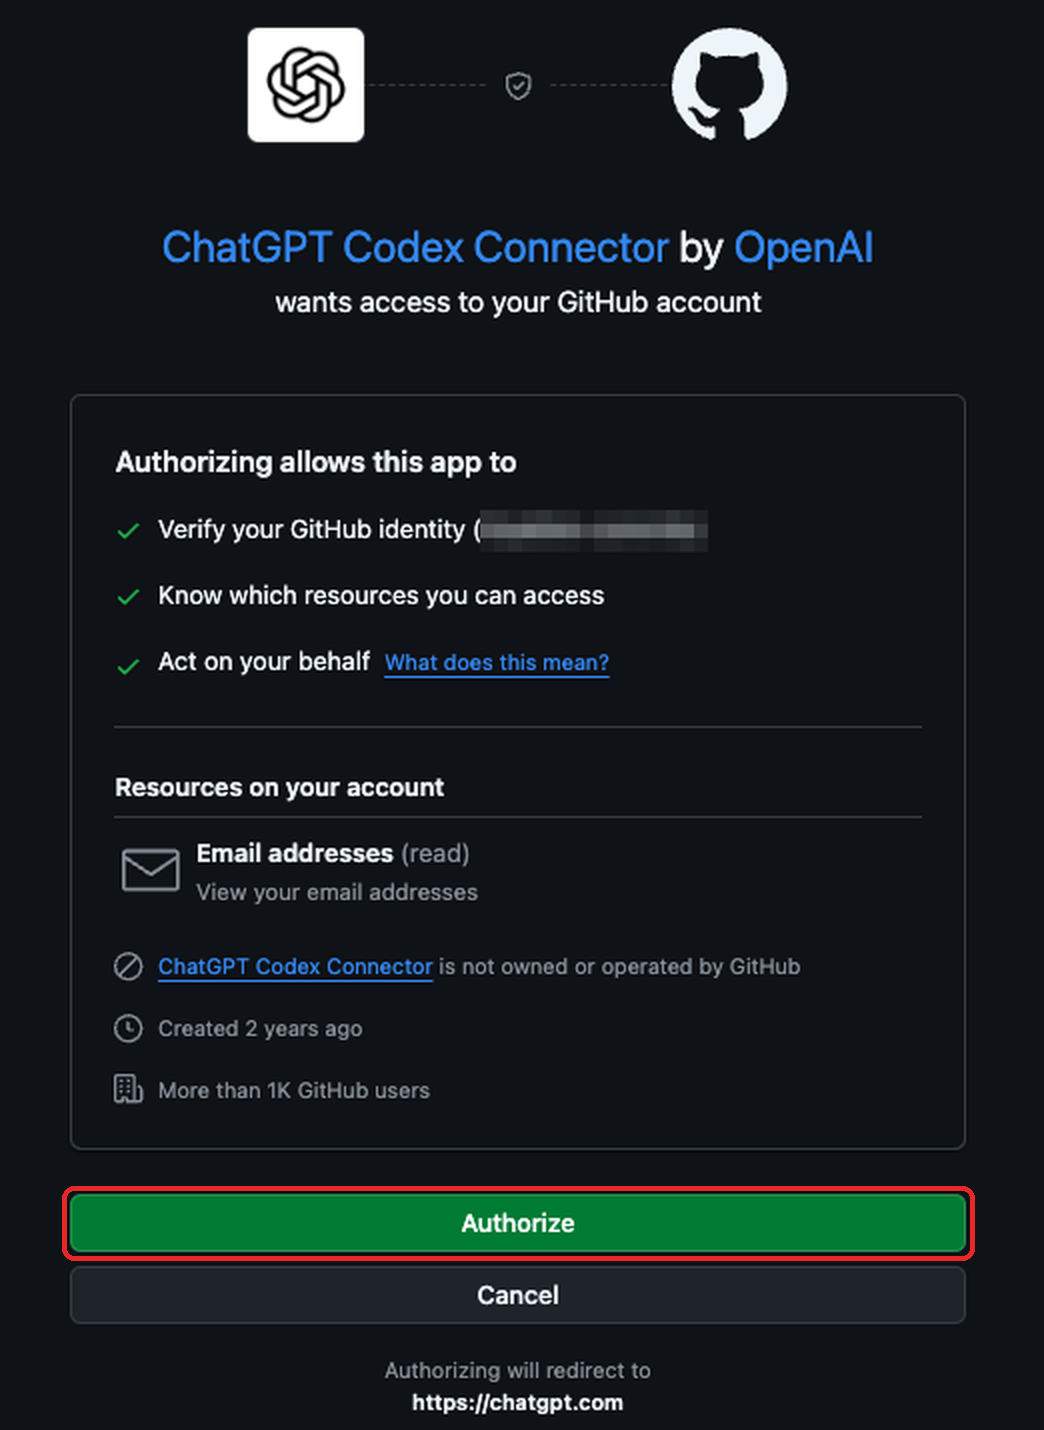 ChatGPT Codex Connector by OpenAI
wants access to your GitHub account
Authorizing allows this app to
Verify your GitHub identity (
Know which resources you can access
Act on your behalf What does this mean?
Resources on your account
Email addresses (read)
View your email addresses
ChatGPT Codex Connector is not owned or operated by GitHub
Created 2 years ago
More than 1K GitHub users
Authorize
Cancel
Authorizing will redirect to
https://chatgpt.com